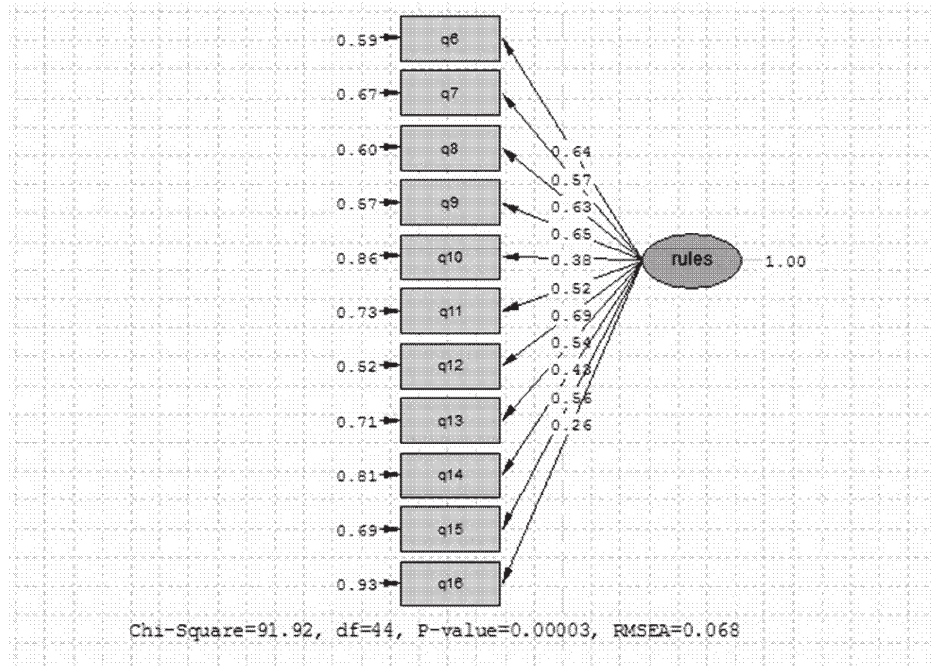 0.59 q6
0.67 q7
0.60 q8
0.57 q9
0.86 q10
0.73 q11
0.52 q12
0.71 q13
0.81 q14
0.69 q15
0.93 q16
0.64
0.57
0.63
0.65
0.38
0.52
0.69
0.54
0.43
0.56
0.26
rules
1.00
Chi-Square=91.92, df=44, P-value=0.00003, RMSEA=0.068